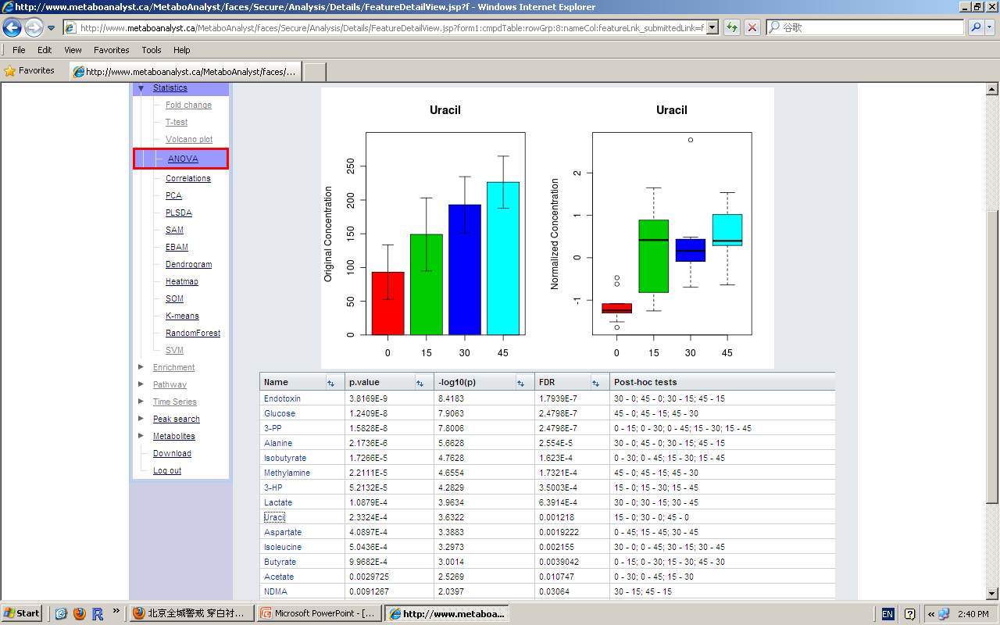 http://www.metaboanalyst.ca/MetaboAnalyst/faces/Secure/Analysis/Details/FeatureDetailView.jsp?f - Windows Internet Explorer
http://www.metaboanalyst.ca/MetaboAnalyst/faces/Secure/Analysis/Details/FeatureDetailView.jsp?form1:cmpdTable:rowGrp:8:nameCol:featureLnk_submittedLink=f
谷歌
File Edit View Favorites Tools Help
Favorites
http://www.metaboanalyst.ca/MetaboAnalyst/faces/...
Statistics
Fold change
T-test
Volcano plot
ANOVA
Correlations
PCA
PLSDA
SAM
EBAM
Dendrogram
Heatmap
SOM
K-means
RandomForest
SVM
Enrichment
Pathway
Time Series
Peak search
Metabolites
Download
Log out
Uracil
Original Concentration
250
200
150
100
50
0
0 15 30 45
Uracil
Normalized Concentration
2
1
0
-1
0 15 30 45
Name p.value -log10(p) FDR Post-hoc tests
Endotoxin 3.8169E-9 8.4183 1.7939E-7 30 - 0; 45 - 0; 30 - 15; 45 - 15
Glucose 1.2409E-8 7.9063 2.4798E-7 45 - 0; 45 - 15; 45 - 30
3-PP 1.5828E-8 7.8006 2.4798E-7 0 - 15; 0 - 30; 0 - 45; 15 - 30; 15 - 45
Alanine 2.1736E-6 5.6628 2.554E-5 30 - 0; 45 - 0; 30 - 15; 45 - 15
Isobutyrate 1.7266E-5 4.7628 1.623E-4 0 - 30; 0 - 45; 15 - 30; 15 - 45
Methylamine 2.2111E-5 4.6554 1.7321E-4 45 - 0; 45 - 15; 45 - 30
3-HP 5.2132E-5 4.2829 3.5003E-4 15 - 0; 15 - 30; 15 - 45
Lactate 1.0879E-4 3.9634 6.3914E-4 30 - 0; 30 - 15; 30 - 45
Uracil 2.3324E-4 3.6322 0.001218 15 - 0; 30 - 0; 45 - 0
Aspartate 4.0897E-4 3.3883 0.0019222 0 - 45; 15 - 45; 30 - 45
Isoleucine 5.0436E-4 3.2973 0.002155 30 - 0; 0 - 45; 30 - 15; 30 - 45
Butyrate 9.9682E-4 3.0014 0.0039042 0 - 15; 0 - 30; 15 - 30; 45 - 30
Acetate 0.0029725 2.5269 0.010747 0 - 30; 0 - 45; 15 - 30
NDMA 0.0091267 2.0397 0.03064 30 - 15; 45 - 15
Start
R
»
北京全城警戒 穿白衬...
Microsoft PowerPoint - [...
http://www.metaboa...
EN
?
«
2:40 PM